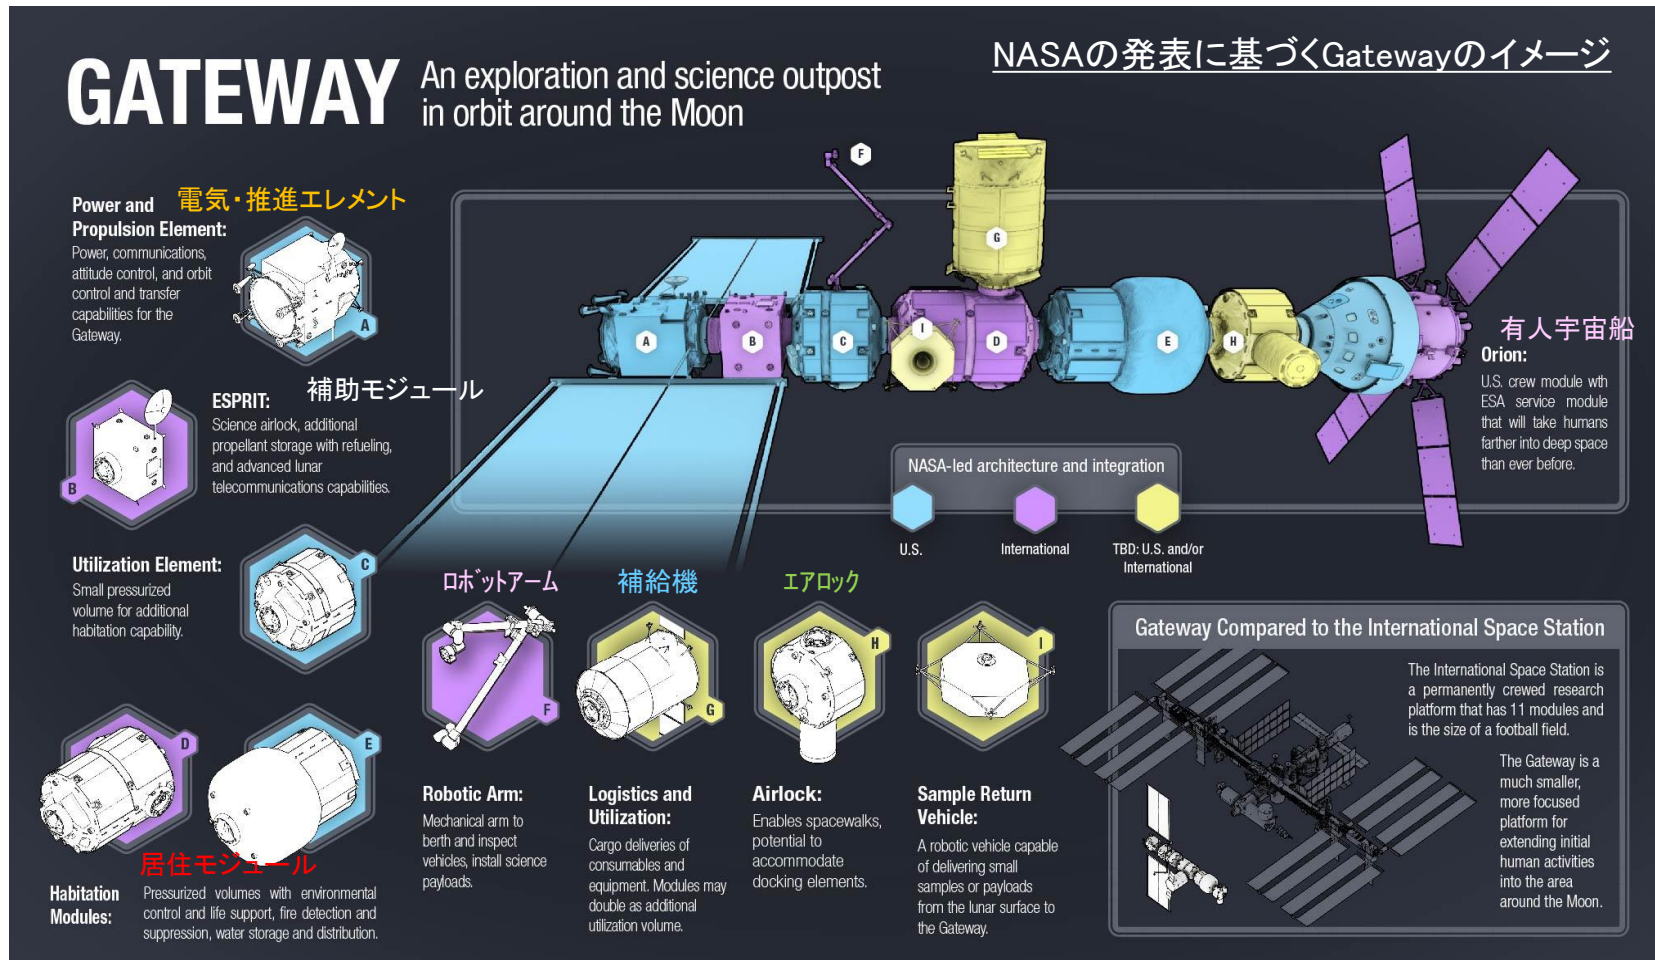 GATEWAY
An exploration and science outpost
in orbit around the Moon
NASAの発表に基づくGatewayのイメージ
Power and
Propulsion Element:
電気・推進エレメント
Power, communications,
attitude control, and orbit
control and transfer
capabilities for the
Gateway.
A
ESPRIT:
補助モジュール
Science airlock, additional
propellant storage with refueling,
and advanced lunar
telecommunications capabilities.
B
Utilization Element:
Small pressurized
volume for additional
habitation capability.
C
D
E
居住モジュール
Habitation
Modules:
Pressurized volumes with environmental
control and life support, fire detection and
suppression, water storage and distribution.
F
G
A
B
C
I
D
E
H
有人宇宙船
Orion:
U.S. crew module wth
ESA service module
that will take humans
farther into deep space
than ever before.
NASA-led architecture and integration
U.S.
International
TBD: U.S. and/or
International
ロボットアーム
F
Robotic Arm:
Mechanical arm to
berth and inspect
vehicles, install science
payloads.
補給機
G
Logistics and
Utilization:
Cargo deliveries of
consumables and
equipment. Modules may
double as additional
utilization volume.
エアロック
H
Airlock:
Enables spacewalks,
potential to
accommodate
docking elements.
I
Sample Return
Vehicle:
A robotic vehicle capable
of delivering small
samples or payloads
from the lunar surface to
the Gateway.
Gateway Compared to the International Space Station
The International Space Station is
a permanently crewed research
platform that has 11 modules and
is the size of a football field.
The Gateway is a
much smaller,
more focused
platform for
extending initial
human activities
into the area
around the Moon.